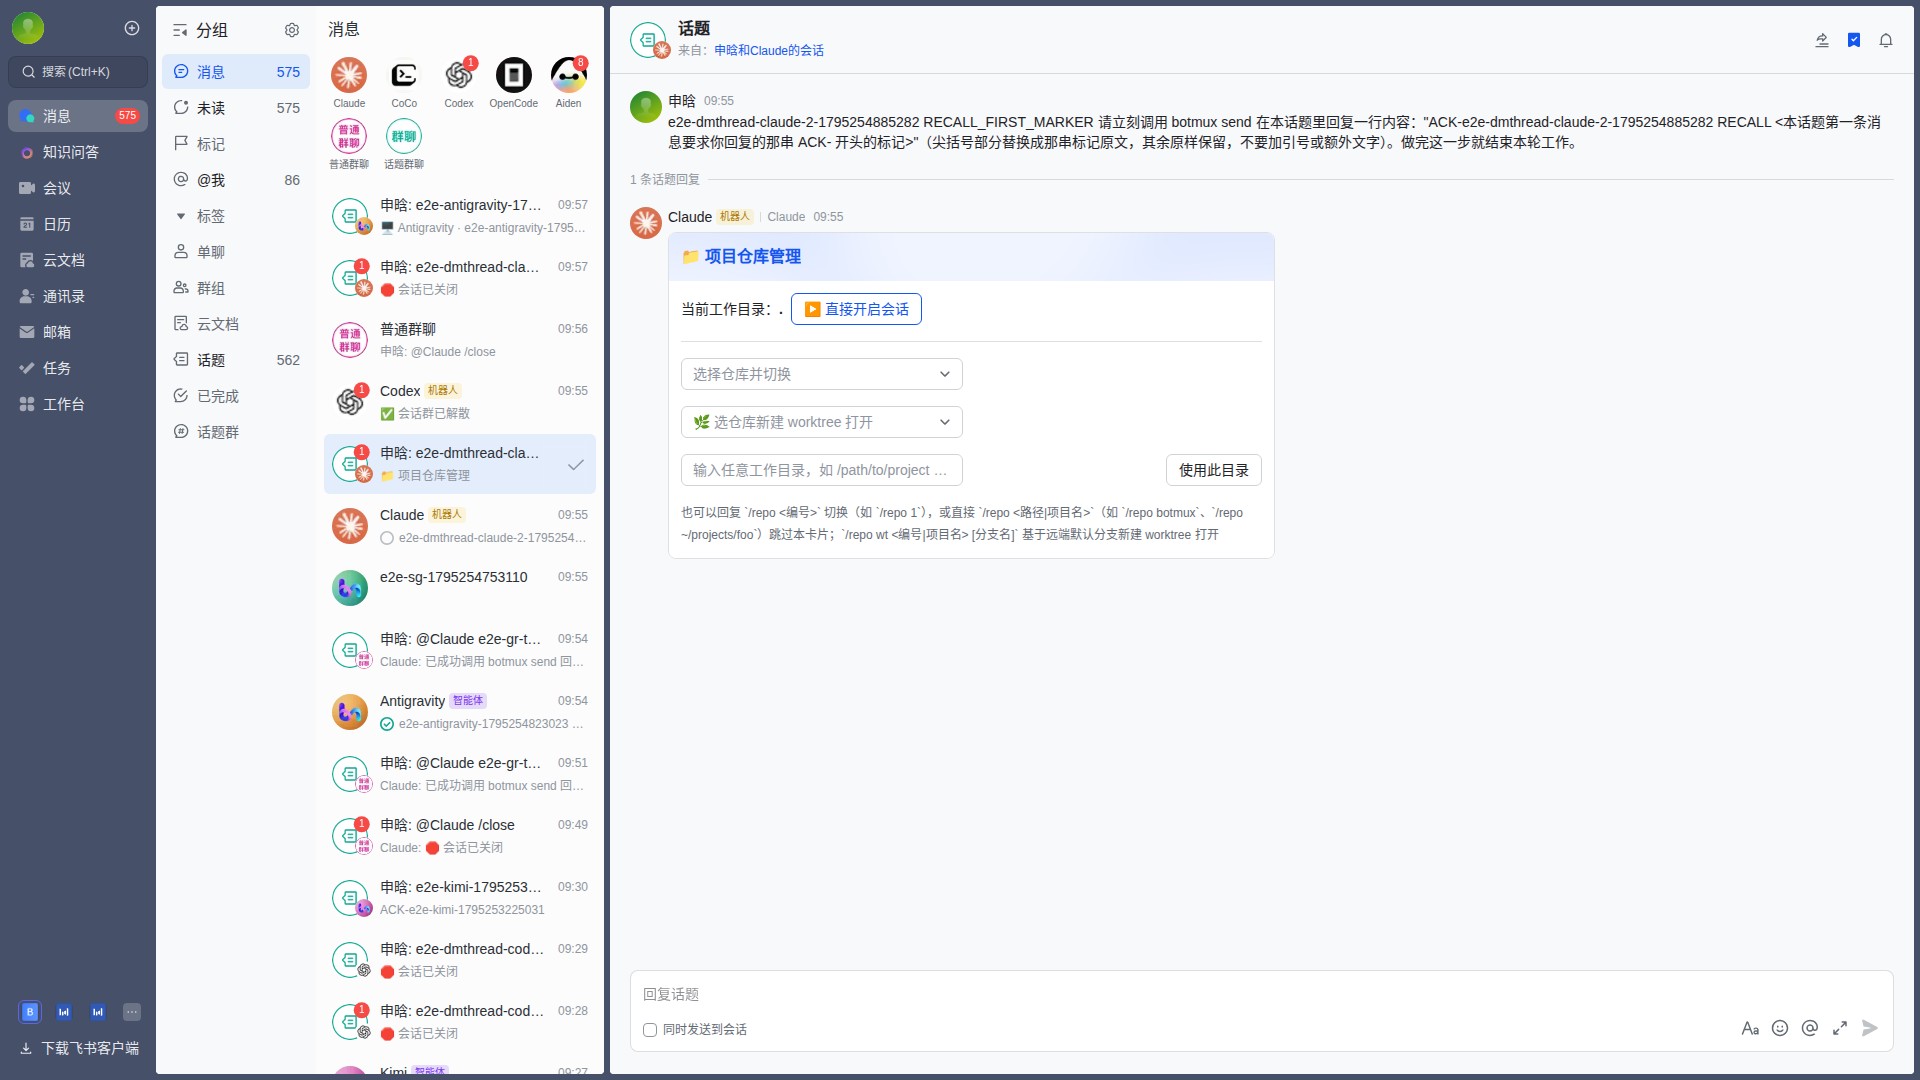 搜索 (Ctrl+K)
消息 575
知识问答
会议
日历
云文档
通讯录
邮箱
任务
工作台
下载飞书客户端
分组
消息 575
未读 575
标记
@我 86
标签
单聊
群组
云文档
话题 562
已完成
话题群
消息
Claude
CoCo
1
Codex
OpenCode
8
Aiden
普通群聊
普通群聊
群聊
话题群聊
申晗: e2e-antigravity-17… 09:57
Antigravity · e2e-antigravity-1795…
1
申晗: e2e-dmthread-cla… 09:57
会话已关闭
普通群聊 09:56
申晗: @Claude /close
1
Codex 机器人 09:55
会话群已解散
1
申晗: e2e-dmthread-cla…
项目仓库管理
Claude 机器人 09:55
e2e-dmthread-claude-2-1795254…
e2e-sg-1795254753110 09:55
申晗: @Claude e2e-gr-t… 09:54
Claude: 已成功调用 botmux send 回…
Antigravity 智能体 09:54
e2e-antigravity-1795254823023 …
申晗: @Claude e2e-gr-t… 09:51
Claude: 已成功调用 botmux send 回…
1
申晗: @Claude /close 09:49
Claude: 会话已关闭
申晗: e2e-kimi-1795253… 09:30
ACK-e2e-kimi-1795253225031
申晗: e2e-dmthread-cod… 09:29
会话已关闭
1
申晗: e2e-dmthread-cod… 09:28
会话已关闭
Kimi 智能体 09:27
话题
来自：申晗和Claude的会话
申晗 09:55
e2e-dmthread-claude-2-1795254885282 RECALL_FIRST_MARKER 请立刻调用 botmux send 在本话题里回复一行内容："ACK-e2e-dmthread-claude-2-1795254885282 RECALL <本话题第一条消
息要求你回复的那串 ACK- 开头的标记>"（尖括号部分替换成那串标记原文，其余原样保留，不要加引号或额外文字）。做完这一步就结束本轮工作。
1 条话题回复
Claude 机器人 Claude 09:55
项目仓库管理
当前工作目录：. 直接开启会话
选择仓库并切换
选仓库新建 worktree 打开
输入任意工作目录，如 /path/to/project … 使用此目录
也可以回复 `/repo <编号>` 切换（如 `/repo 1`），或直接 `/repo <路径|项目名>`（如 `/repo botmux`、`/repo
~/projects/foo`）跳过本卡片；`/repo wt <编号|项目名> [分支名]` 基于远端默认分支新建 worktree 打开
回复话题
同时发送到会话